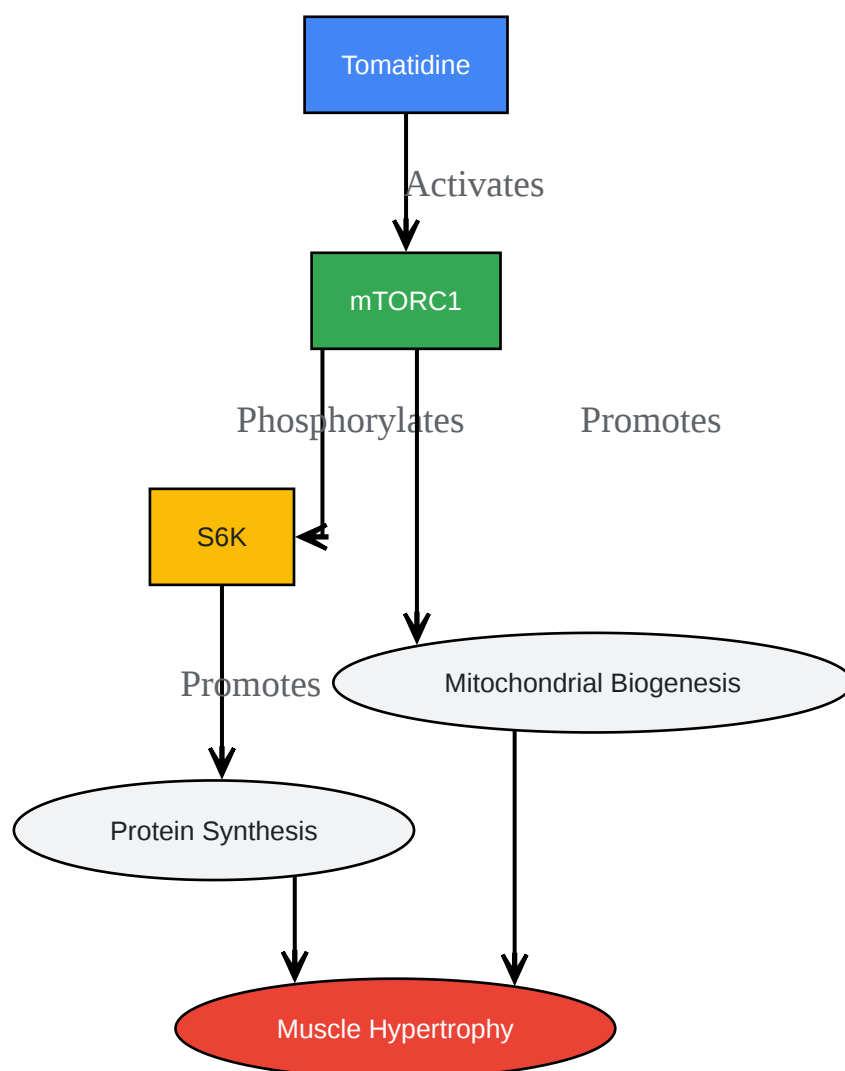 Tomatidine
Activates
mTORC1
Phosphorylates
Promotes
S6K
Promotes
Mitochondrial Biogenesis
Protein Synthesis
Muscle Hypertrophy